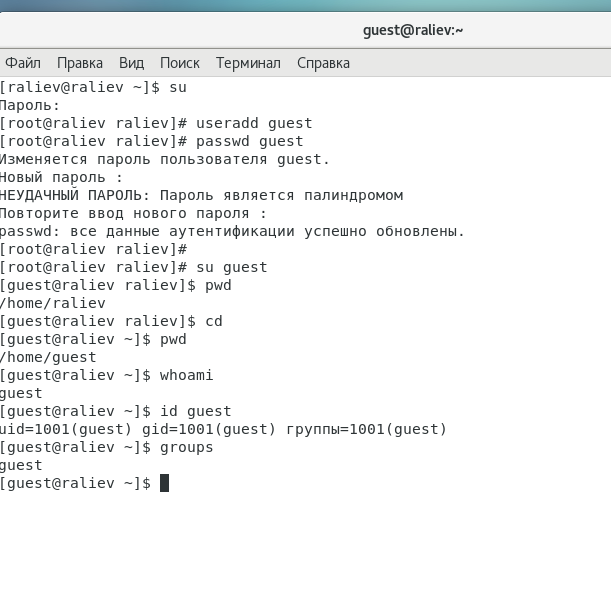 guest@raliev:~
Файл Правка Вид Поиск Терминал Справка
[raliev@raliev ~]$ su
Пароль:
[root@raliev raliev]# useradd guest
[root@raliev raliev]# passwd guest
Изменяется пароль пользователя guest.
Новый пароль :
НЕУДАЧНЫЙ ПАРОЛЬ: Пароль является палиндромом
Повторите ввод нового пароля :
passwd: все данные аутентификации успешно обновлены.
[root@raliev raliev]#
[root@raliev raliev]# su guest
[guest@raliev raliev]$ pwd
/home/raliev
[guest@raliev raliev]$ cd
[guest@raliev ~]$ pwd
/home/guest
[guest@raliev ~]$ whoami
guest
[guest@raliev ~]$ id guest
uid=1001(guest) gid=1001(guest) группы=1001(guest)
[guest@raliev ~]$ groups
guest
[guest@raliev ~]$